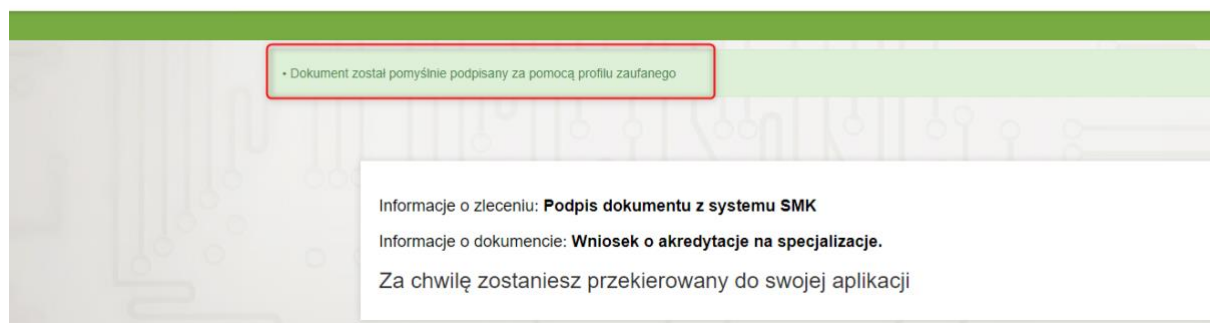 • Dokument został pomyślnie podpisany za pomocą profilu zaufanego
Informacje o zleceniu: Podpis dokumentu z systemu SMK
Informacje o dokumencie: Wniosek o akredytacje na specjalizacje.
Za chwilę zostaniesz przekierowany do swojej aplikacji